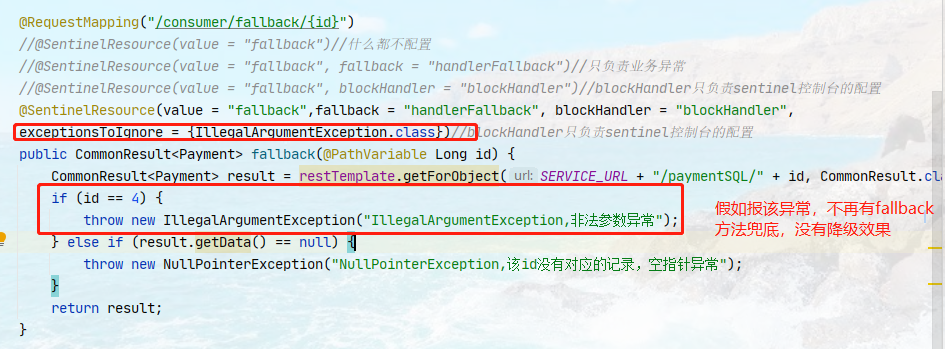 @RequestMapping("/consumer/fallback/{id}")
//@SentinelResource(value = "fallback")//什么都不配置
//@SentinelResource(value = "fallback", fallback = "handlerFallback")//只负责业务异常
//@SentinelResource(value = "fallback", blockHandler = "blockHandler")//blockHandler只负责sentinel控制台的配置
@SentinelResource(value = "fallback",fallback = "handlerFallback", blockHandler = "blockHandler",
exceptionsToIgnore = {IllegalArgumentException.class})//blockHandler只负责sentinel控制台的配置
public CommonResult<Payment> fallback(@PathVariable Long id) {
CommonResult<Payment> result = restTemplate.getForObject( url: SERVICE_URL + "/paymentSQL/" + id, CommonResult.cla
if (id == 4) {
throw new IllegalArgumentException("IllegalArgumentException,非法参数异常");
} else if (result.getData() == null) {
throw new NullPointerException("NullPointerException,该id没有对应的记录，空指针异常");
}
return result;
}
假如报该异常，不再有fallback
方法兜底，没有降级效果